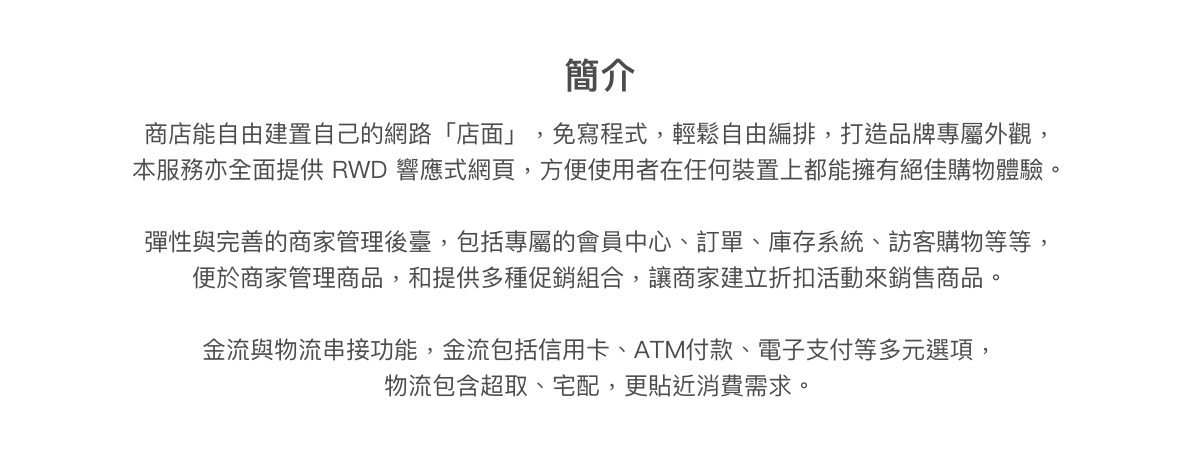 簡介
商店能自由建置自己的網路「店面」，免寫程式，輕鬆自由編排，打造品牌專屬外觀，
本服務亦全面提供 RWD 響應式網頁，方便使用者在任何裝置上都能擁有絕佳購物體驗。
彈性與完善的商家管理後臺，包括專屬的會員中心、訂單、庫存系統、訪客購物等等，
便於商家管理商品，和提供多種促銷組合，讓商家建立折扣活動來銷售商品。
金流與物流串接功能，金流包括信用卡、ATM付款、電子支付等多元選項，
物流包含超取、宅配，更貼近消費需求。